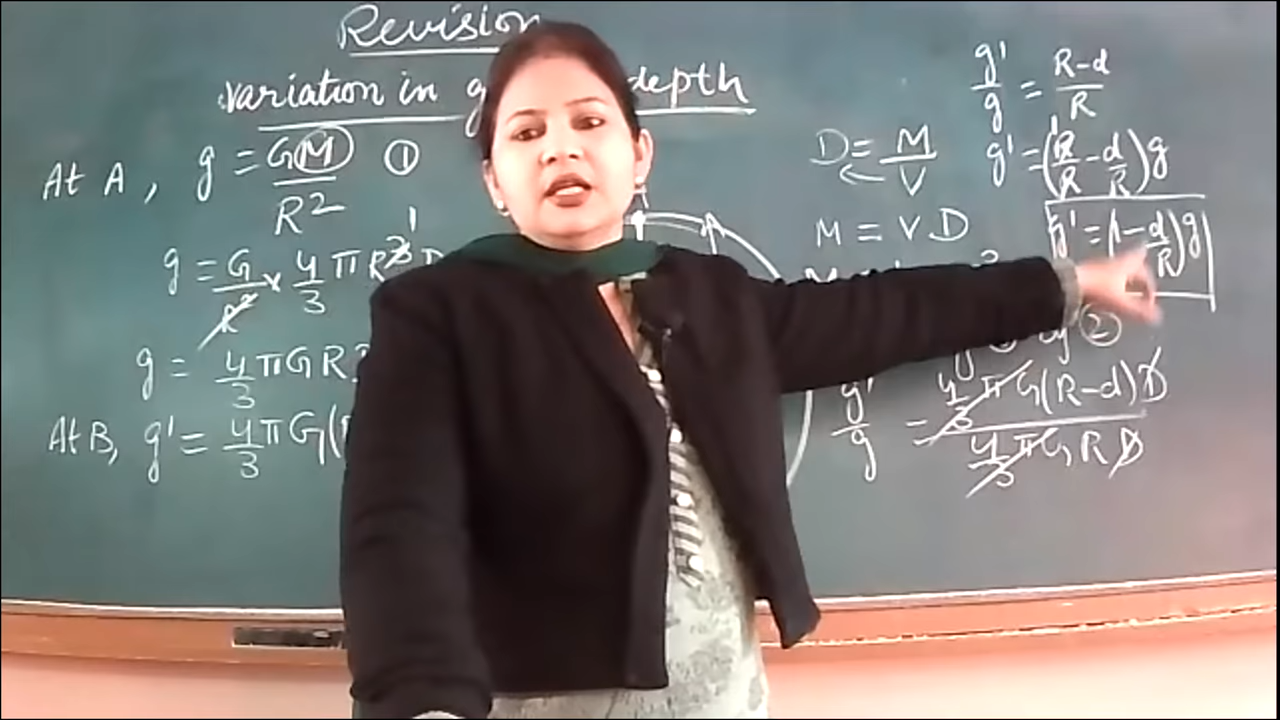 Revision
variation in g depth
At A, g = GM/R² ①
g = G/R² × 4/3 π R³ D
g = 4/3 π G R
At B, g' = 4/3 π G (
D = M/V
M = V D
g'/g = (R-d)/R
g' = (R/R - d/R) g
g' = (1 - d/R) g
②
g'/g = 4/3 π G (R-d) D / 4/3 π G R D